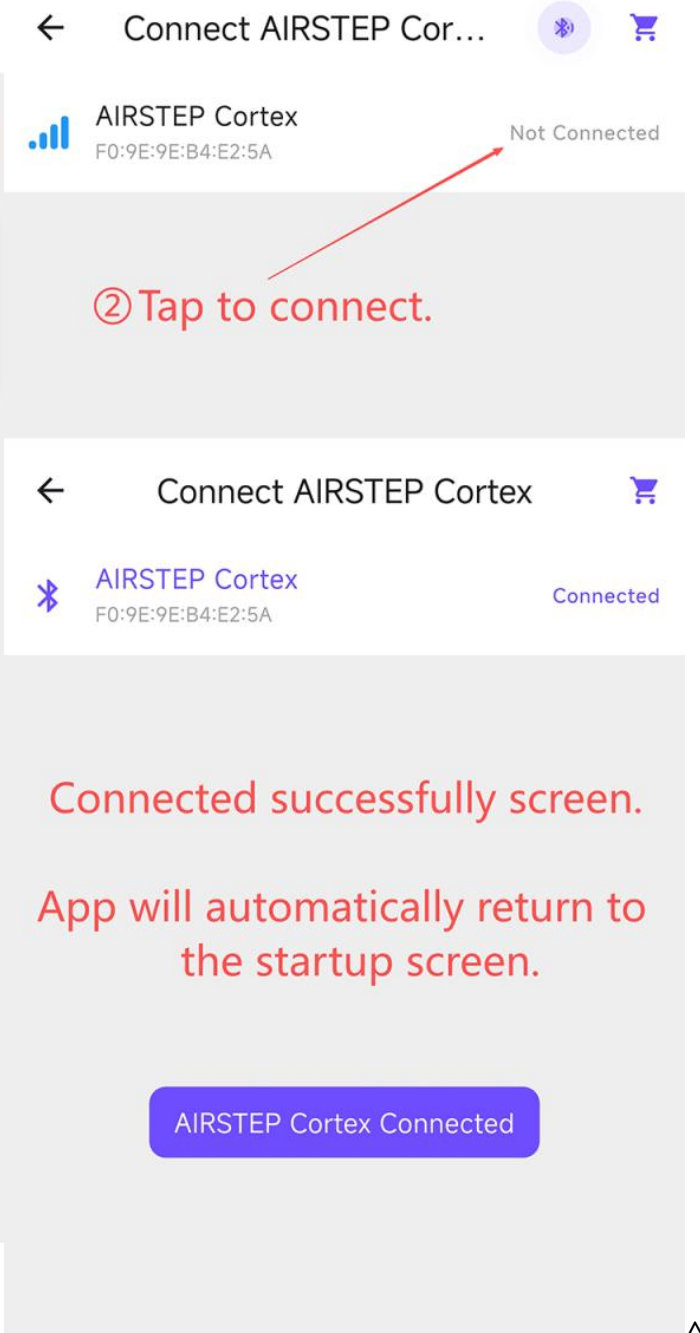 Connect AIRSTEP Cor...
AIRSTEP Cortex
Not Connected
F0:9E:9E:B4:E2:5A
②Tap to connect.
Connect AIRSTEP Cortex
AIRSTEP Cortex
Connected
F0:9E:9E:B4:E2:5A
Connected successfully screen.
App will automatically return to
the startup screen.
AIRSTEP Cortex Connected